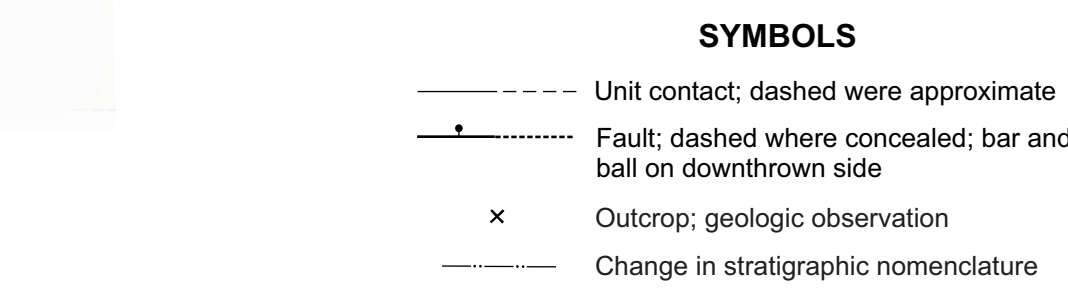 SYMBOLS
Unit contact; dashed were approximate
Fault; dashed where concealed; bar and
ball on downthrown side
Outcrop; geologic observation
Change in stratigraphic nomenclature